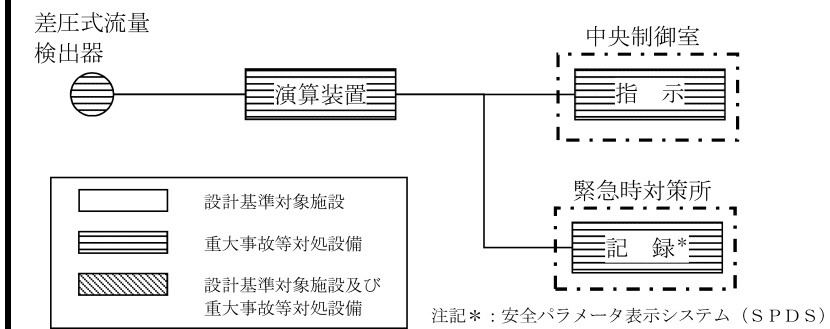 差圧式流量
検出器
中央制御室
演算装置
指　示
緊急時対策所
記　録*
設計基準対象施設
重大事故等対処設備
設計基準対象施設及び
重大事故等対処設備
注記＊：安全パラメータ表示システム（ＳＰＤＳ）